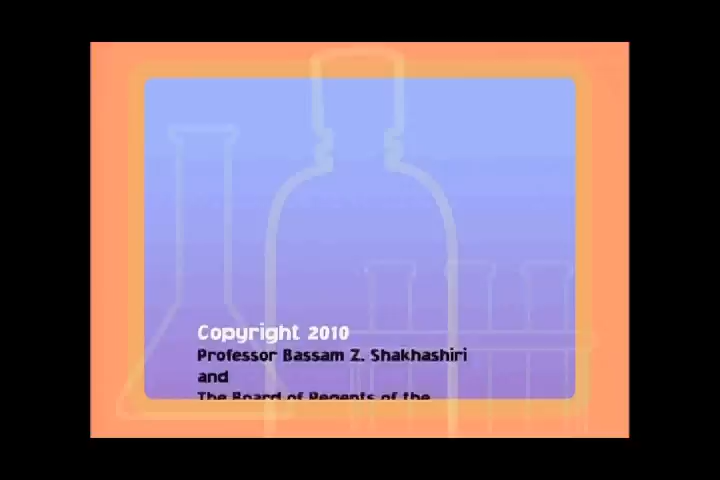 Copyright 2010
Professor Bassam Z. Shakhashiri
and
The Board of Regents of the